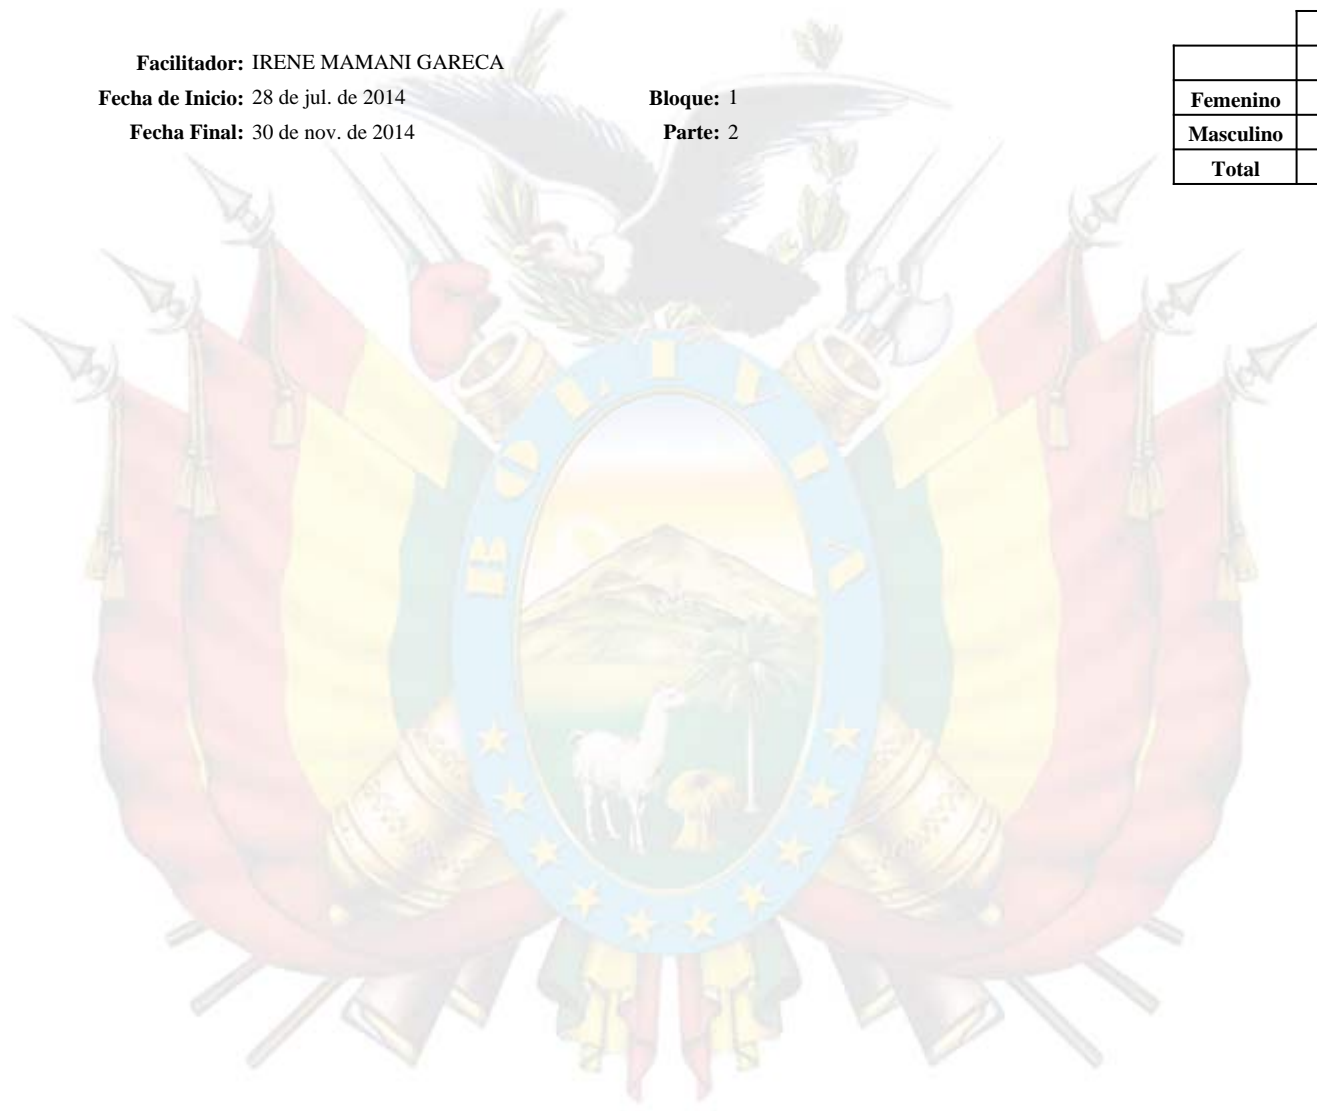 Facilitador: IRENE MAMANI GARECA
Fecha de Inicio: 28 de jul. de 2014 Bloque: 1
Fecha Final: 30 de nov. de 2014 Parte: 2
Femenino
Masculino
Total
BOLIVIA